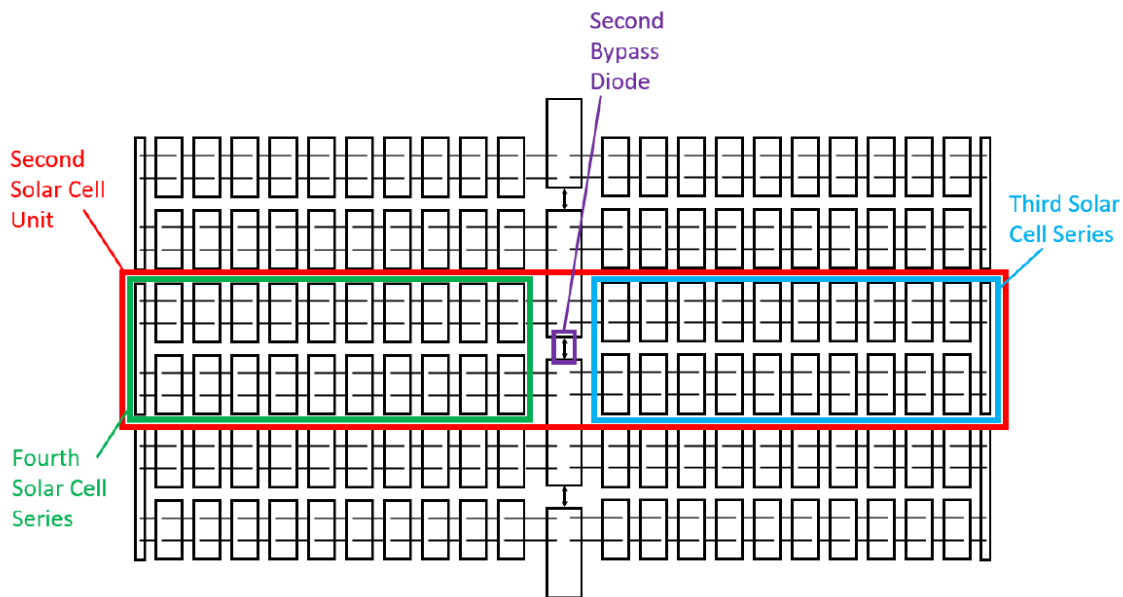 Second
Bypass
Diode
Second
Solar Cell
Unit
Third Solar
Cell Series
Fourth
Solar Cell
Series